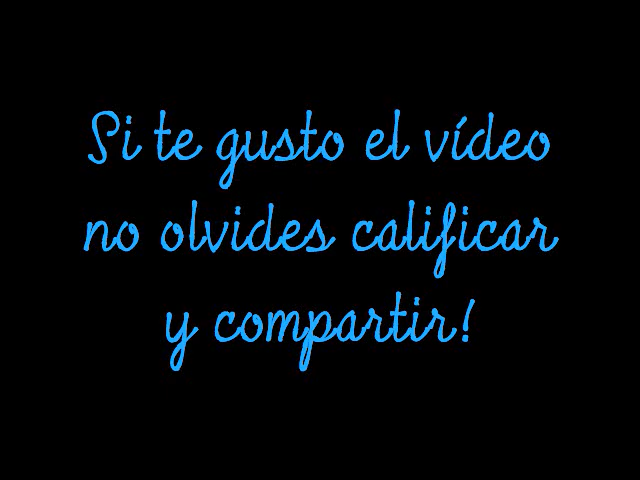 Si te gusto el vídeo
no olvides calificar
y compartir!